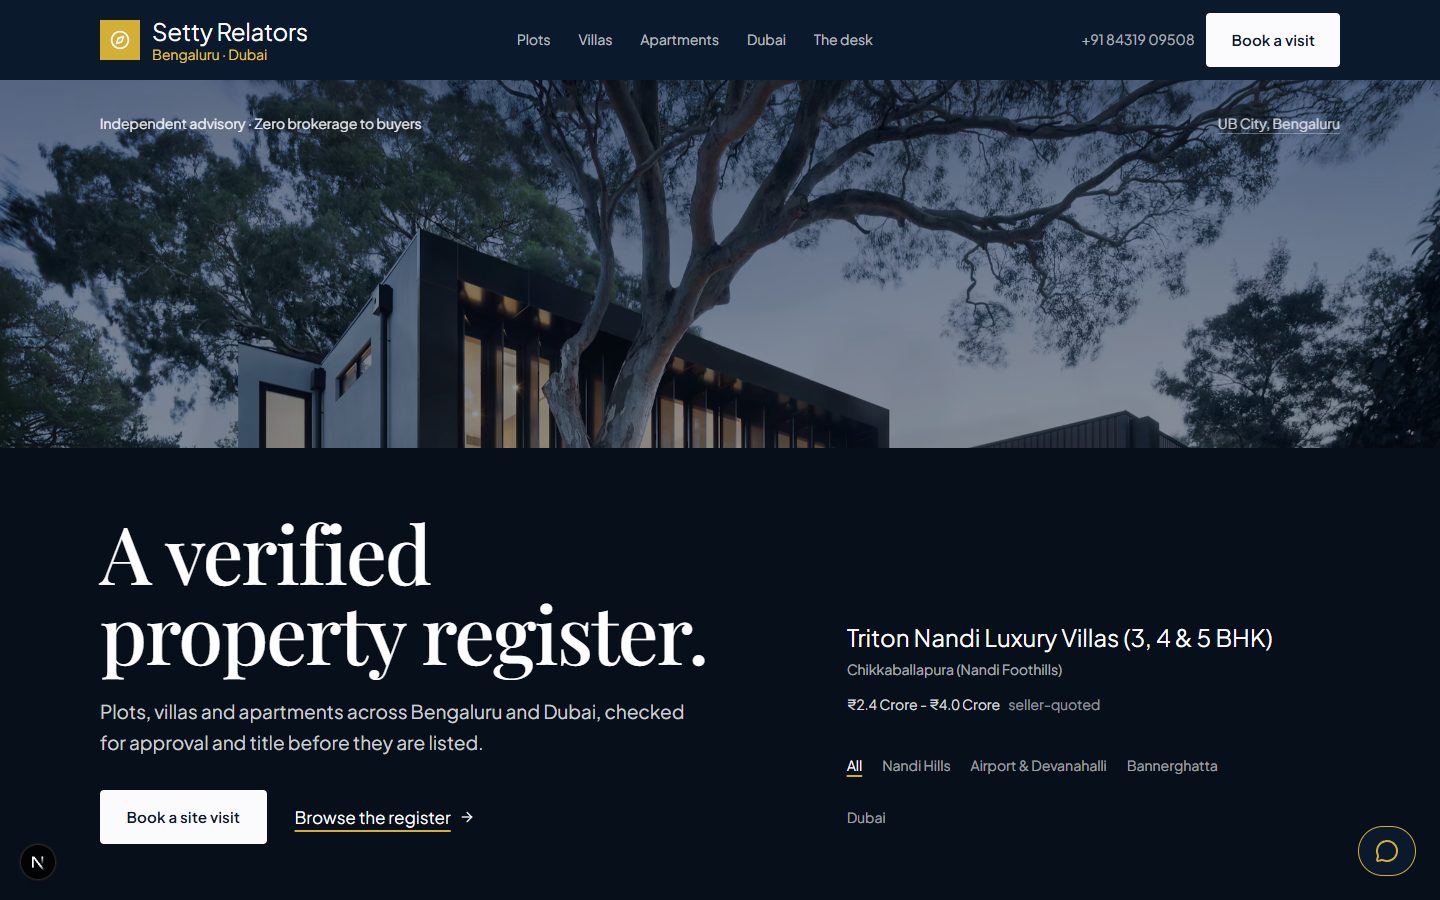 Setty Relators
Bengaluru · Dubai
Plots
Villas
Apartments
Dubai
The desk
+91 84319 09508
Book a visit
Independent advisory · Zero brokerage to buyers
UB City, Bengaluru
A verified
property register.
Plots, villas and apartments across Bengaluru and Dubai, checked
for approval and title before they are listed.
Book a site visit
Browse the register →
Triton Nandi Luxury Villas (3, 4 & 5 BHK)
Chikkaballapura (Nandi Foothills)
₹2.4 Crore - ₹4.0 Crore seller-quoted
All
Nandi Hills
Airport & Devanahalli
Bannerghatta
Dubai
N